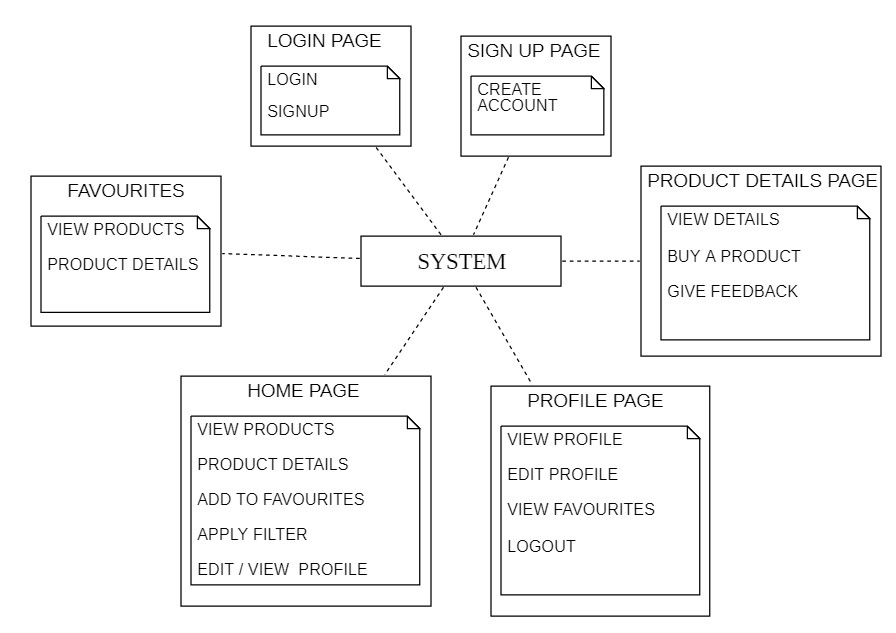 LOGIN PAGE
LOGIN
SIGNUP
SIGN UP PAGE
CREATE
ACCOUNT
FAVOURITES
VIEW PRODUCTS
PRODUCT DETAILS
SYSTEM
PRODUCT DETAILS PAGE
VIEW DETAILS
BUY A PRODUCT
GIVE FEEDBACK
HOME PAGE
VIEW PRODUCTS
PRODUCT DETAILS
ADD TO FAVOURITES
APPLY FILTER
EDIT / VIEW  PROFILE
PROFILE PAGE
VIEW PROFILE
EDIT PROFILE
VIEW FAVOURITES
LOGOUT